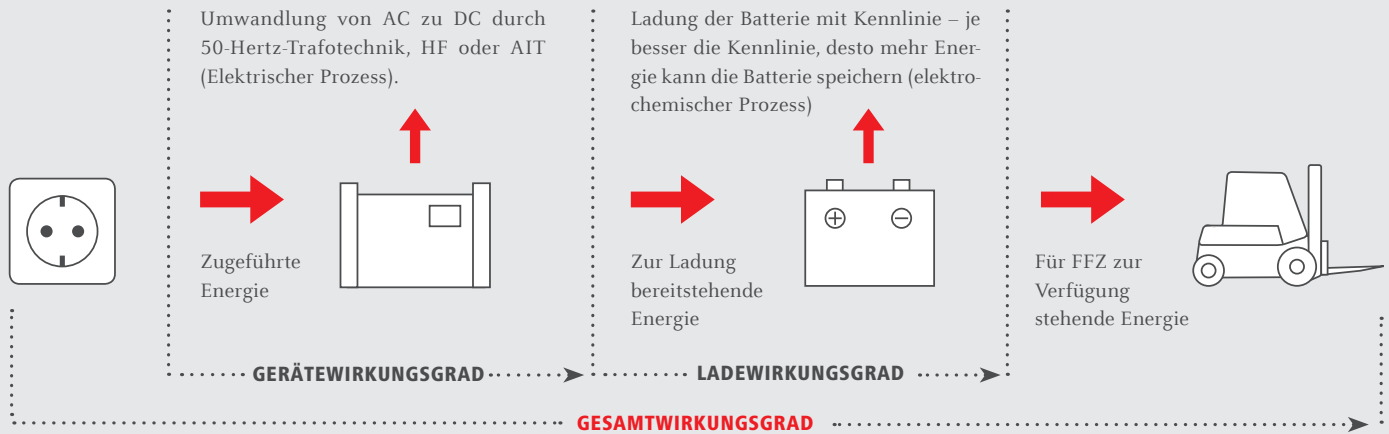 Umwandlung von AC zu DC durch
50-Hertz-Trafotechnik, HF oder AIT
(Elektrischer Prozess).
Ladung der Batterie mit Kennlinie – je
besser die Kennlinie, desto mehr Ener-
gie kann die Batterie speichern (elektro-
chemischer Prozess)
Zugeführte
Energie
Zur Ladung
bereitstehende
Energie
Für FFZ zur
Verfügung
stehende Energie
GERÄTEWIRKUNGSGRAD
LADEWIRKUNGSGRAD
GESAMTWIRKUNGSGRAD